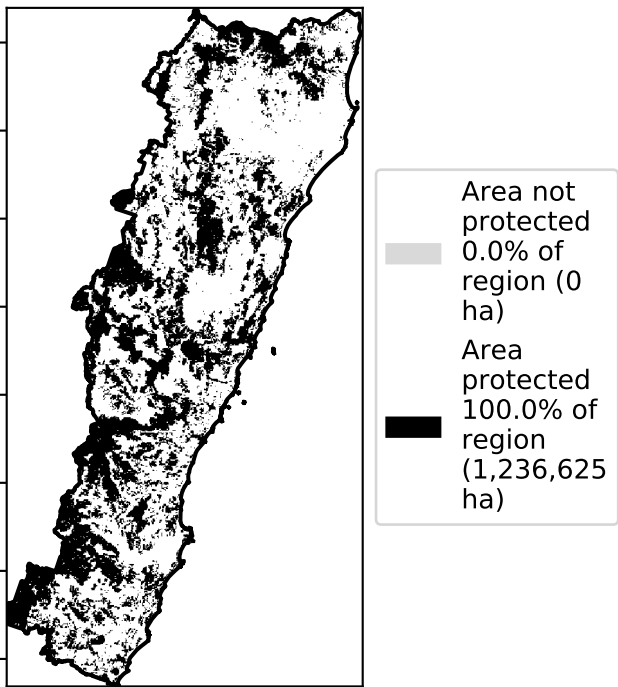 Area not
protected
0.0% of
region (0
ha)
Area
protected
100.0% of
region
(1,236,625
ha)